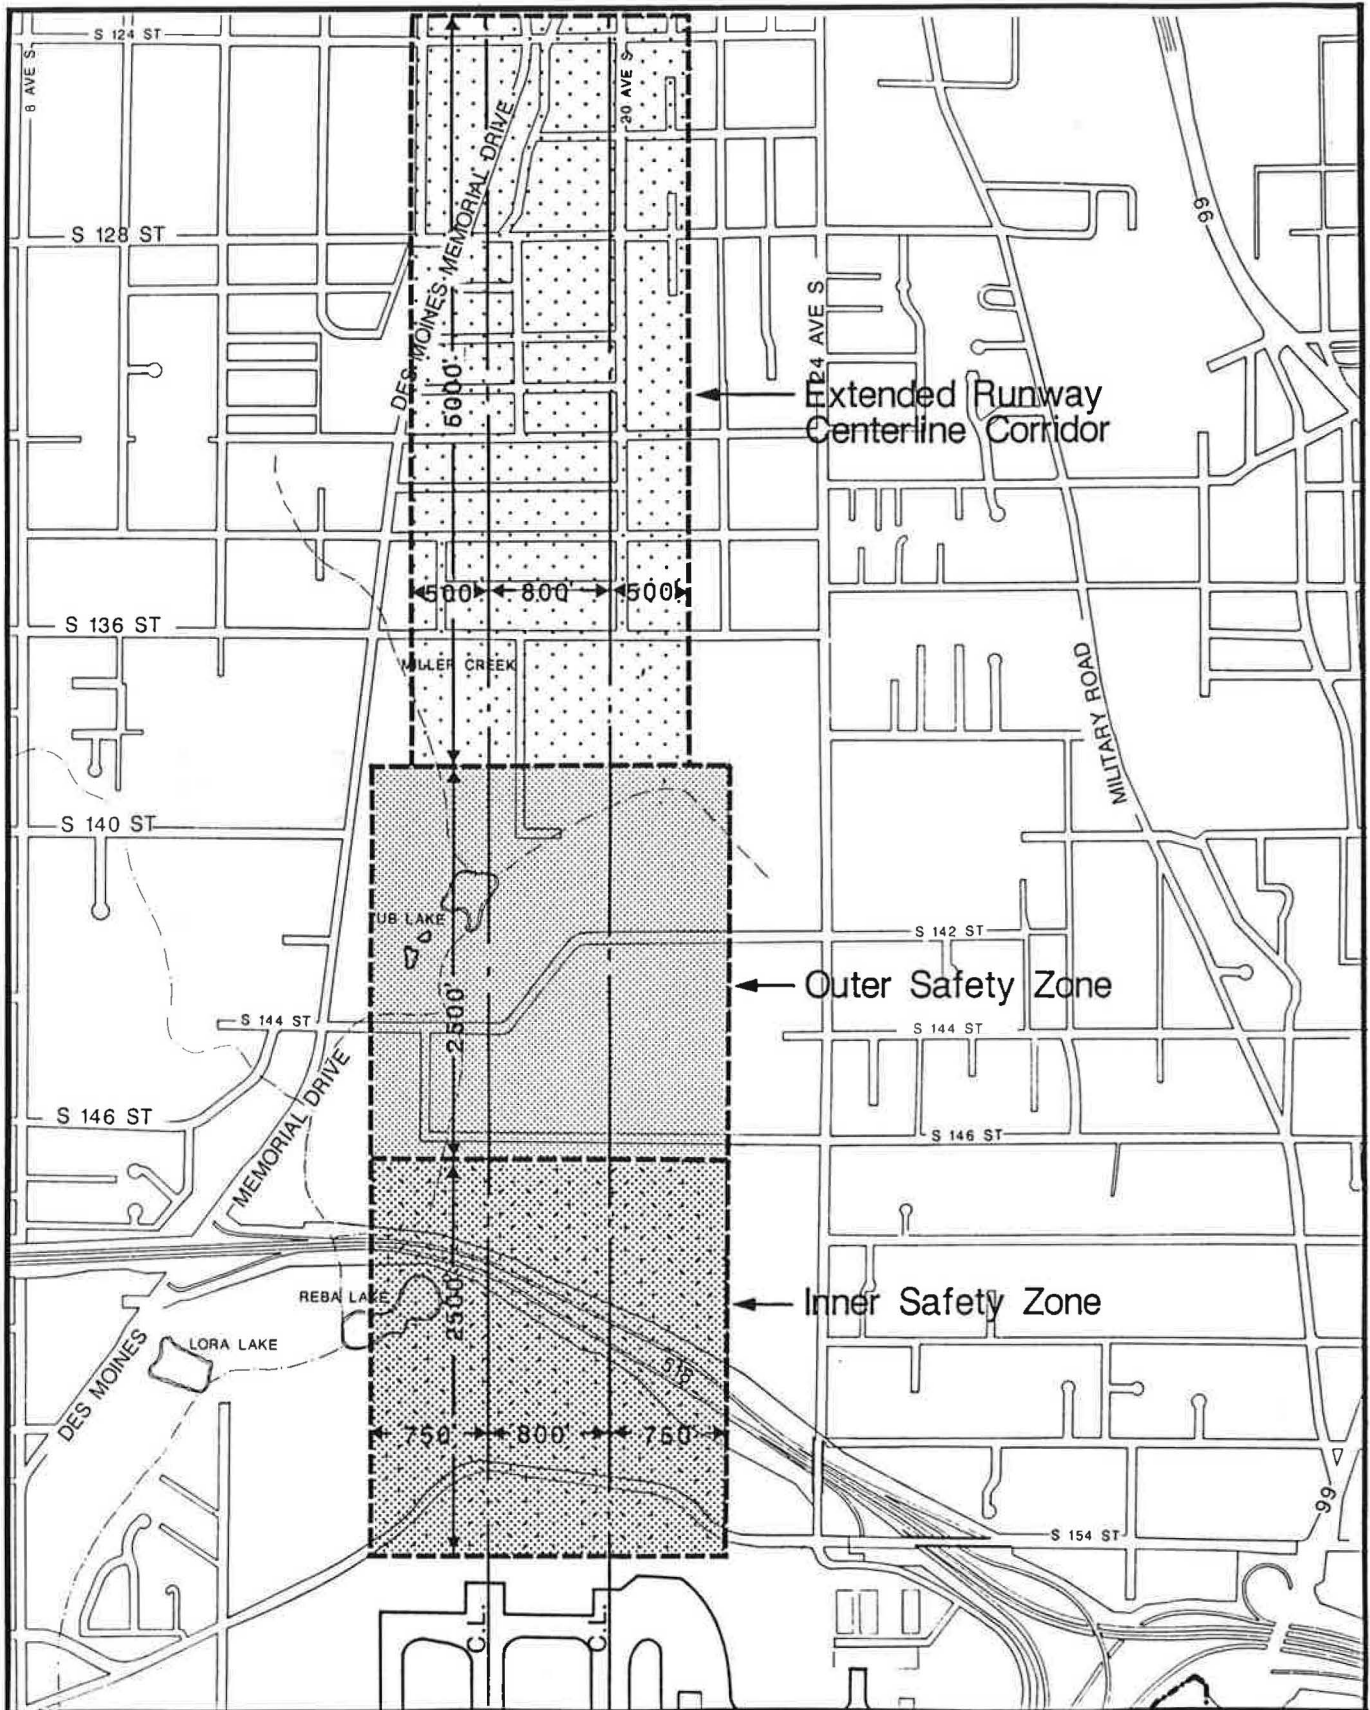 S 124 ST
8 AVE S
20 AVE S
DES MOINES MEMORIAL DRIVE
S 128 ST
99
24 AVE S
5000'
Extended Runway
Centerline Corridor
500' 800' 500'
S 136 ST
MILLER CREEK
MILITARY ROAD
S 140 ST
UB LAKE
S 142 ST
2500'
Outer Safety Zone
S 144 ST
S 144 ST
MEMORIAL DRIVE
S 146 ST
S 146 ST
REBA LAKE
2500'
Inner Safety Zone
LORA LAKE
DES MOINES
518
750' 800' 750'
99
S 154 ST
C.L.
C.L.